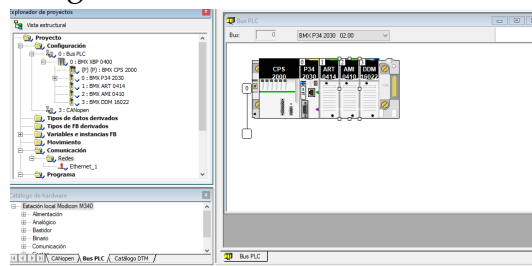 Explorador de proyectos
Vista estructural
Proyecto
Configuración
0 : Bus PLC
0 : BMX XBP 0400
(P) (P) : BMX CPS 2000
0 : BMX P34 2030
1 : BMX ART 0414
2 : BMX AMI 0410
3 : BMX DDM 16022
3 : CANopen
Tipos de datos derivados
Tipos de FB derivados
Variables e instancias FB
Movimiento
Comunicación
Redes
Ethernet_1
Programa
Catálogo de hardware
Estación local Modicon M340
Alimentación
Analógico
Bastidor
Binario
Comunicación
CANopen Bus PLC Catálogo DTM
Bus PLC
Bus: 0 BMX P34 2030 02.00
CPS 2000
P34 2030
ART 0414
AMI 0410
DDM 16022
0
Bus PLC